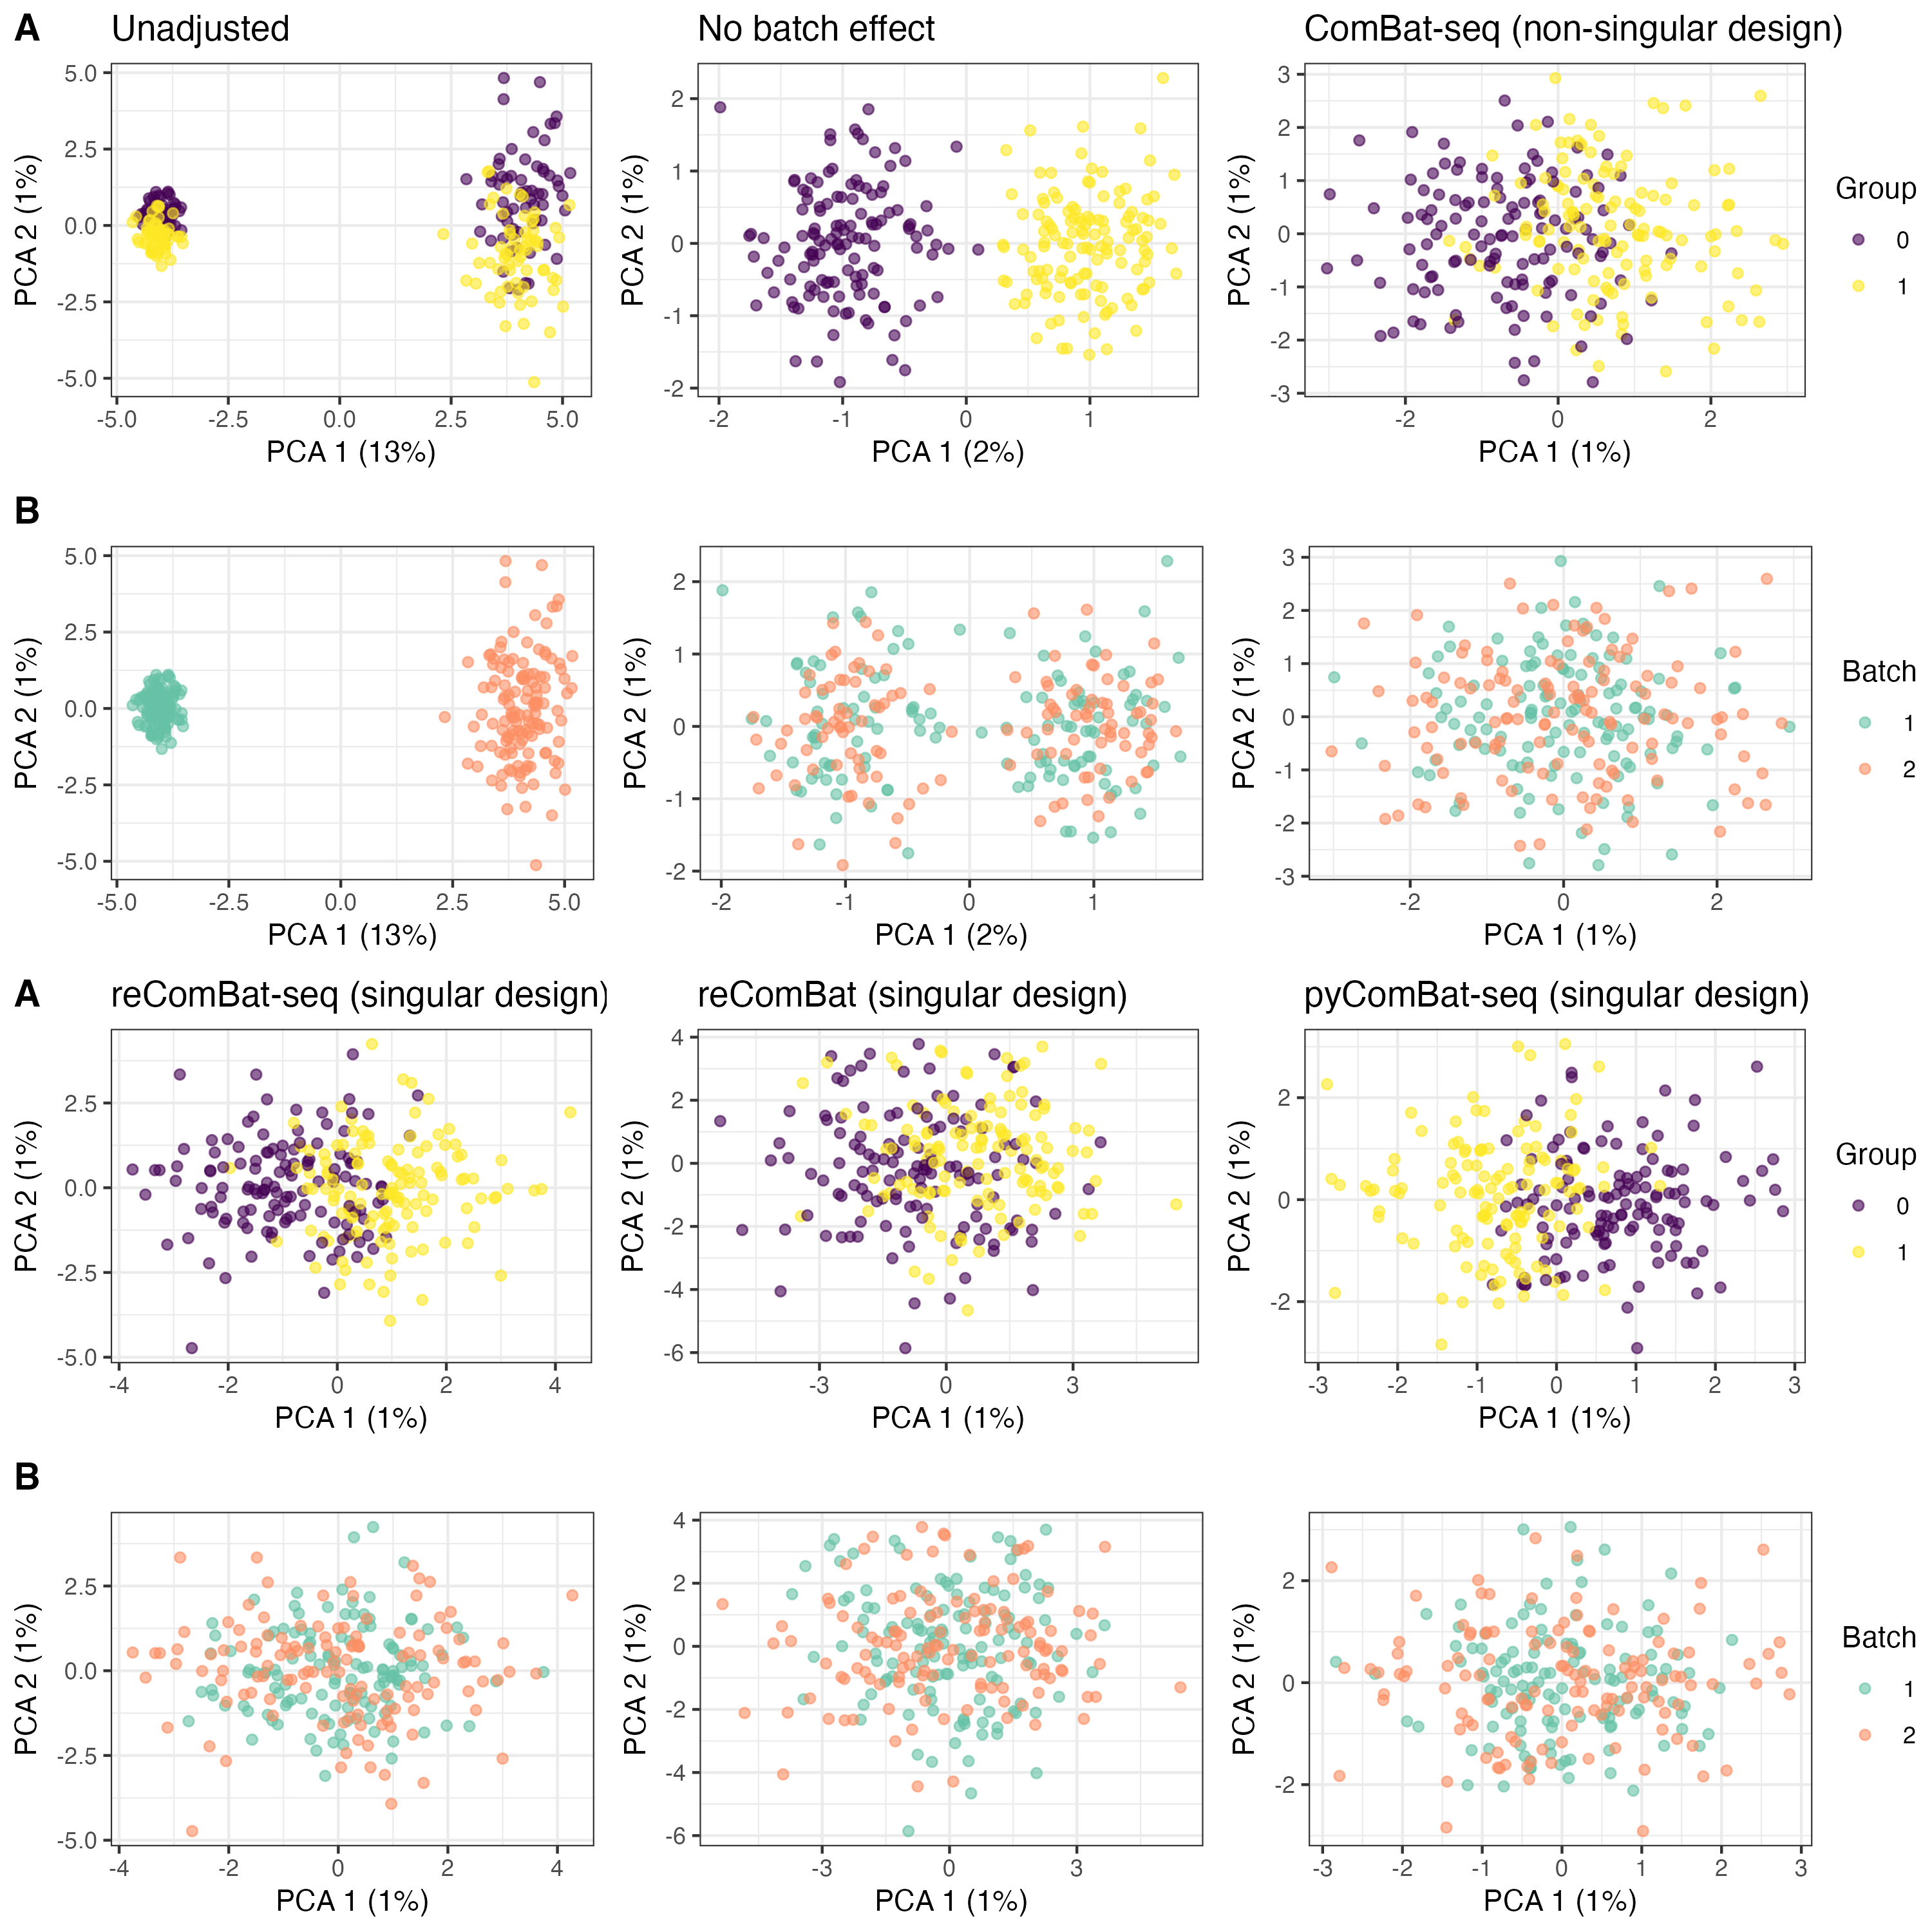 A
Unadjusted
No batch effect
ComBat-seq (non-singular design)
5.0
2.5
0.0
-2.5
-5.0
PCA 2 (1%)
-5.0 -2.5 0.0 2.5 5.0
PCA 1 (13%)
2
1
0
-1
-2
PCA 2 (1%)
-2 -1 0 1
PCA 1 (2%)
3
2
1
0
-1
-2
-3
PCA 2 (1%)
-2 0 2
PCA 1 (1%)
Group
0
1
B
5.0
2.5
0.0
-2.5
-5.0
PCA 2 (1%)
-5.0 -2.5 0.0 2.5 5.0
PCA 1 (13%)
2
1
0
-1
-2
PCA 2 (1%)
-2 -1 0 1
PCA 1 (2%)
3
2
1
0
-1
-2
-3
PCA 2 (1%)
-2 0 2
PCA 1 (1%)
Batch
1
2
A
reComBat-seq (singular design)
reComBat (singular design)
pyComBat-seq (singular design)
2.5
0.0
-2.5
-5.0
PCA 2 (1%)
-4 -2 0 2 4
PCA 1 (1%)
4
2
0
-2
-4
-6
PCA 2 (1%)
-3 0 3
PCA 1 (1%)
2
0
-2
PCA 2 (1%)
-3 -2 -1 0 1 2 3
PCA 1 (1%)
Group
0
1
B
2.5
0.0
-2.5
-5.0
PCA 2 (1%)
-4 -2 0 2 4
PCA 1 (1%)
4
2
0
-2
-4
-6
PCA 2 (1%)
-3 0 3
PCA 1 (1%)
2
0
-2
PCA 2 (1%)
-3 -2 -1 0 1 2 3
PCA 1 (1%)
Batch
1
2